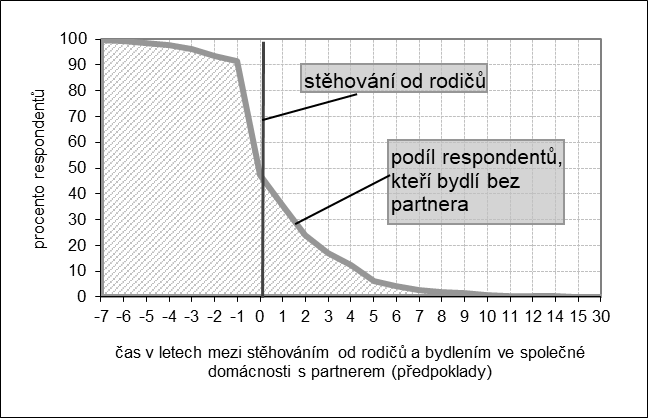 100
90
80
70
60
50
40
30
20
10
0
procento respondentů
stěhování od rodičů
podíl respondentů,
kteří bydlí bez
partnera
-7 -6 -5 -4 -3 -2 -1 0 1 2 3 4 5 6 7 8 9 10 11 12 14 15 30
čas v letech mezi stěhováním od rodičů a bydlením ve společné
domácnosti s partnerem (předpoklady)